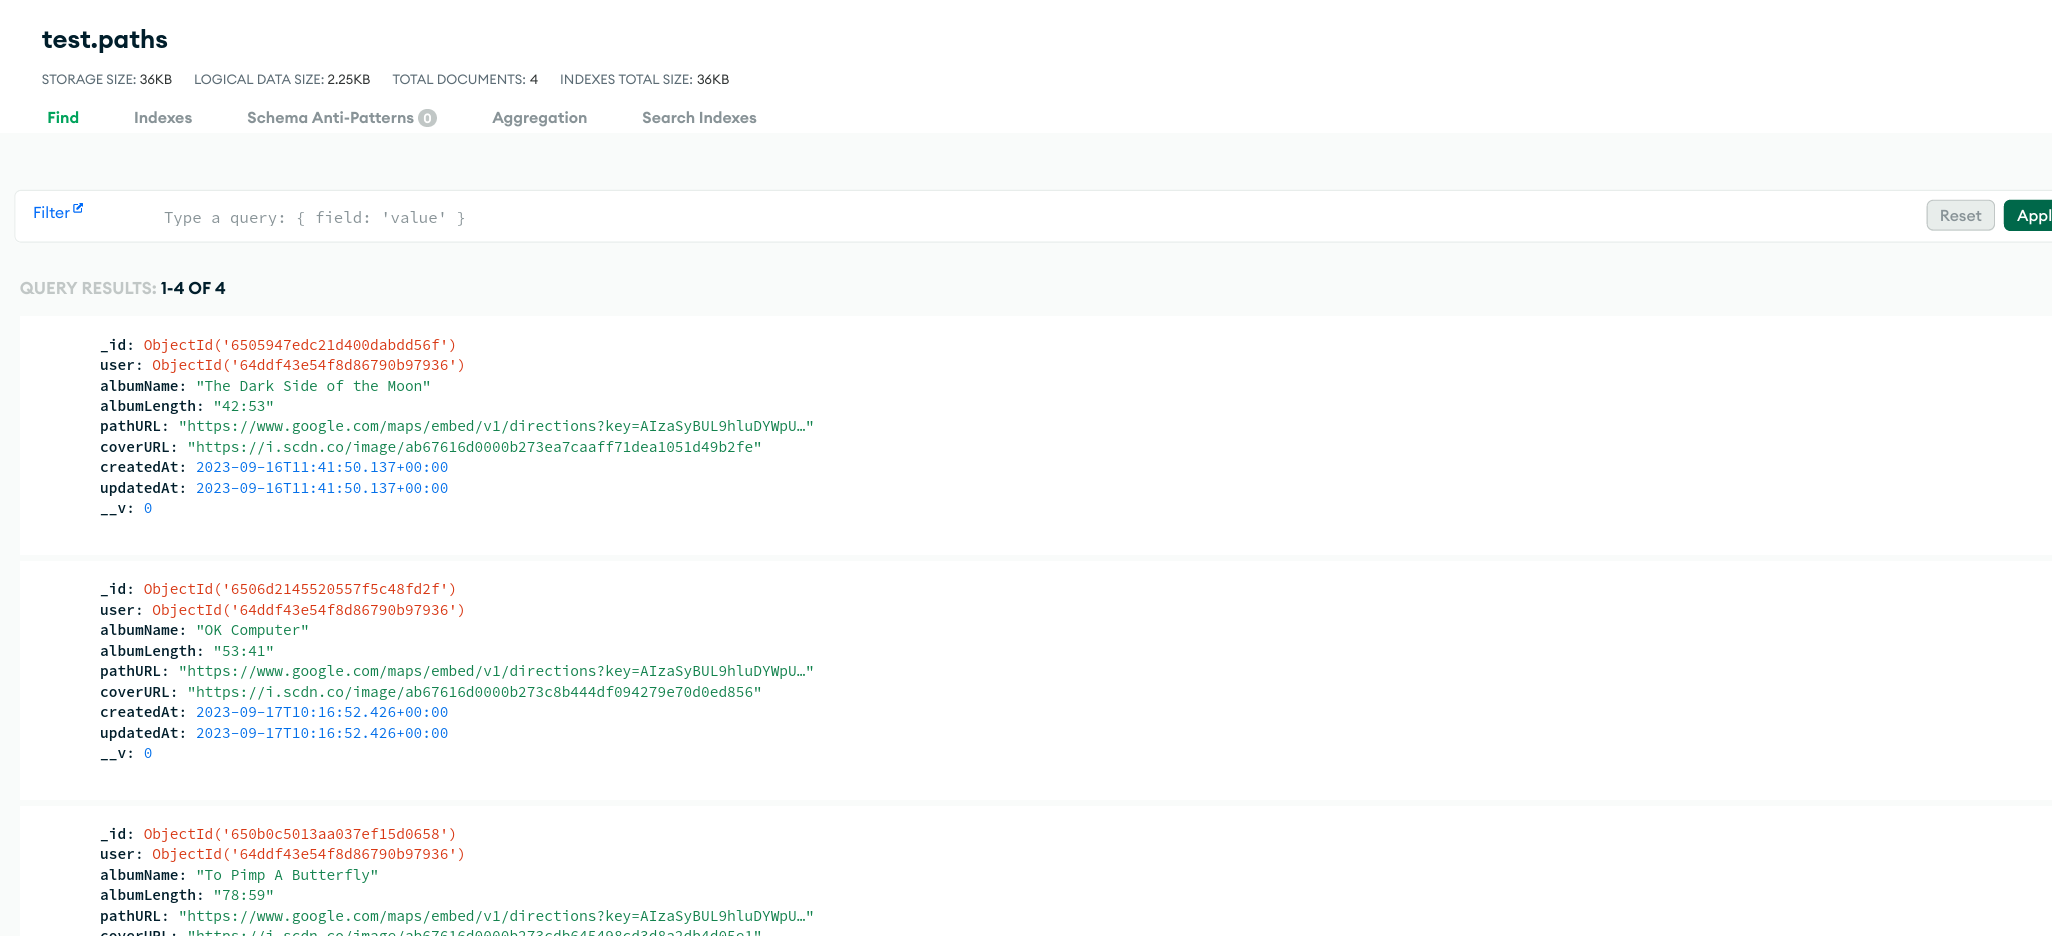 test.paths
STORAGE SIZE: 36KB LOGICAL DATA SIZE: 2.25KB TOTAL DOCUMENTS: 4 INDEXES TOTAL SIZE: 36KB
Find Indexes Schema Anti-Patterns 0 Aggregation Search Indexes
Filter Type a query: { field: 'value' } Reset Appl
QUERY RESULTS: 1-4 OF 4
_id: ObjectId('6505947edc21d400dabdd56f')
user: ObjectId('64ddf43e54f8d86790b97936')
albumName: "The Dark Side of the Moon"
albumLength: "42:53"
pathURL: "https://www.google.com/maps/embed/v1/directions?key=AIzaSyBUL9hluDYWpU…"
coverURL: "https://i.scdn.co/image/ab67616d0000b273ea7caaff71dea1051d49b2fe"
createdAt: 2023-09-16T11:41:50.137+00:00
updatedAt: 2023-09-16T11:41:50.137+00:00
__v: 0
_id: ObjectId('6506d2145520557f5c48fd2f')
user: ObjectId('64ddf43e54f8d86790b97936')
albumName: "OK Computer"
albumLength: "53:41"
pathURL: "https://www.google.com/maps/embed/v1/directions?key=AIzaSyBUL9hluDYWpU…"
coverURL: "https://i.scdn.co/image/ab67616d0000b273c8b444df094279e70d0ed856"
createdAt: 2023-09-17T10:16:52.426+00:00
updatedAt: 2023-09-17T10:16:52.426+00:00
__v: 0
_id: ObjectId('650b0c5013aa037ef15d0658')
user: ObjectId('64ddf43e54f8d86790b97936')
albumName: "To Pimp A Butterfly"
albumLength: "78:59"
pathURL: "https://www.google.com/maps/embed/v1/directions?key=AIzaSyBUL9hluDYWpU…"
coverURL: "https://i.scdn.co/image/ab67616d0000b273cdb645498cd3d8a2db4d05e1"